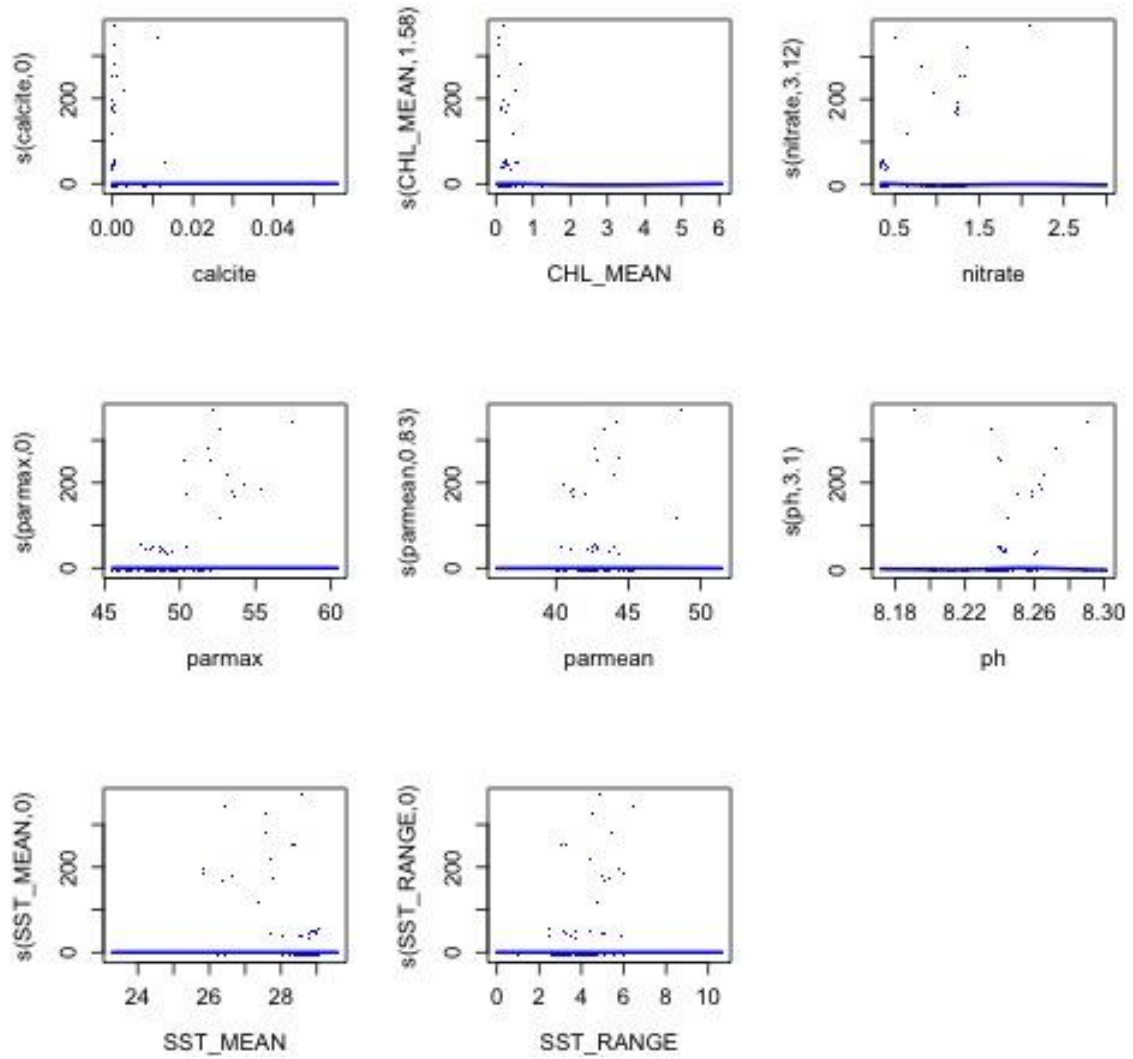 s(calcite,0)
200
0
0.00 0.02 0.04
calcite
s(CHL_MEAN,1.58)
200
0
0 1 2 3 4 5 6
CHL_MEAN
s(nitrate,3.12)
200
0
0.5 1.5 2.5
nitrate
s(parmax,0)
200
0
45 50 55 60
parmax
s(parmean,0.83)
200
0
40 45 50
parmean
s(ph,3.1)
200
0
8.18 8.22 8.26 8.30
ph
s(SST_MEAN,0)
200
0
24 26 28
SST_MEAN
s(SST_RANGE,0)
200
0
0 2 4 6 8 10
SST_RANGE